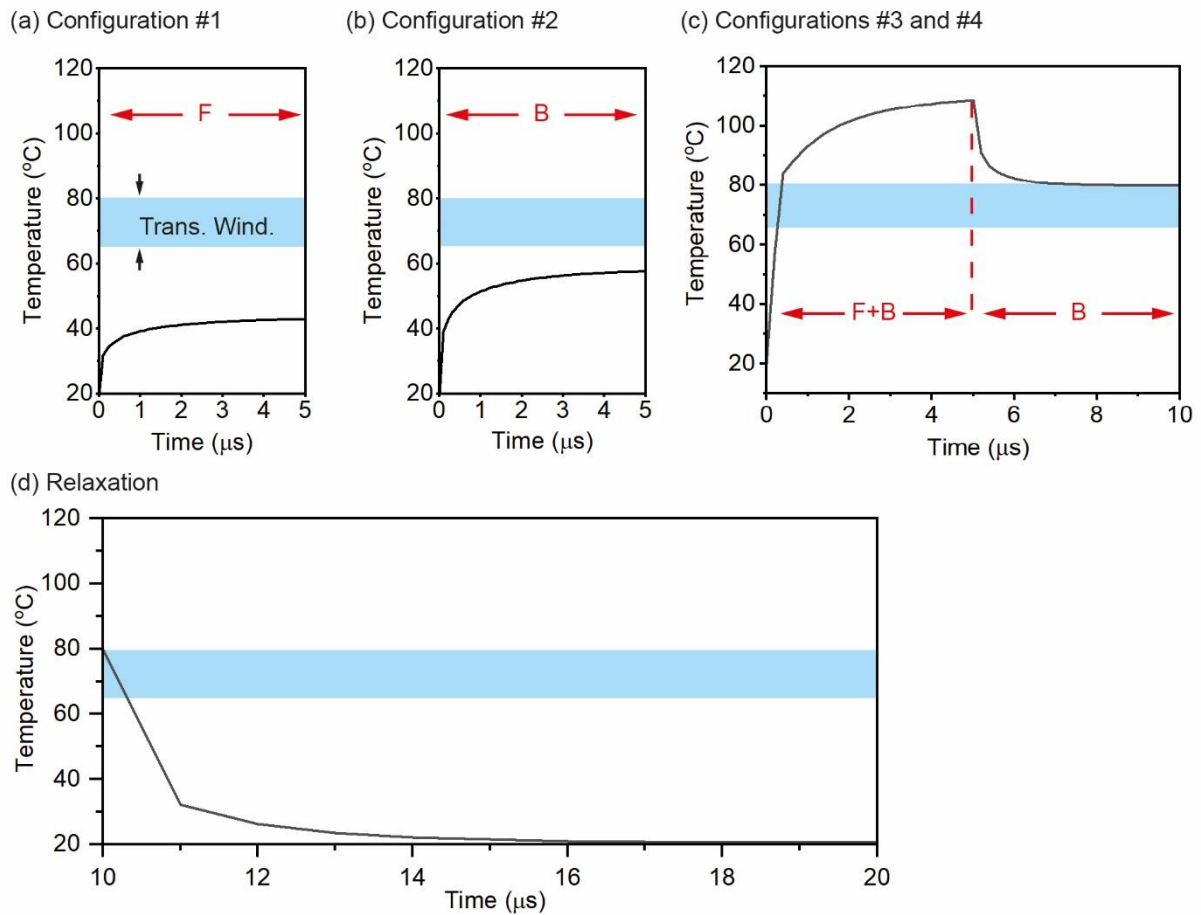 (a) Configuration #1
(b) Configuration #2
(c) Configurations #3 and #4
120
100
80
60
40
20
Temperature (°C)
F
Trans. Wind.
0 1 2 3 4 5
Time (μs)
120
100
80
60
40
20
Temperature (°C)
B
0 1 2 3 4 5
Time (μs)
120
100
80
60
40
20
Temperature (°C)
F+B
B
0 2 4 6 8 10
Time (μs)
(d) Relaxation
120
100
80
60
40
20
Temperature (°C)
10 12 14 16 18 20
Time (μs)